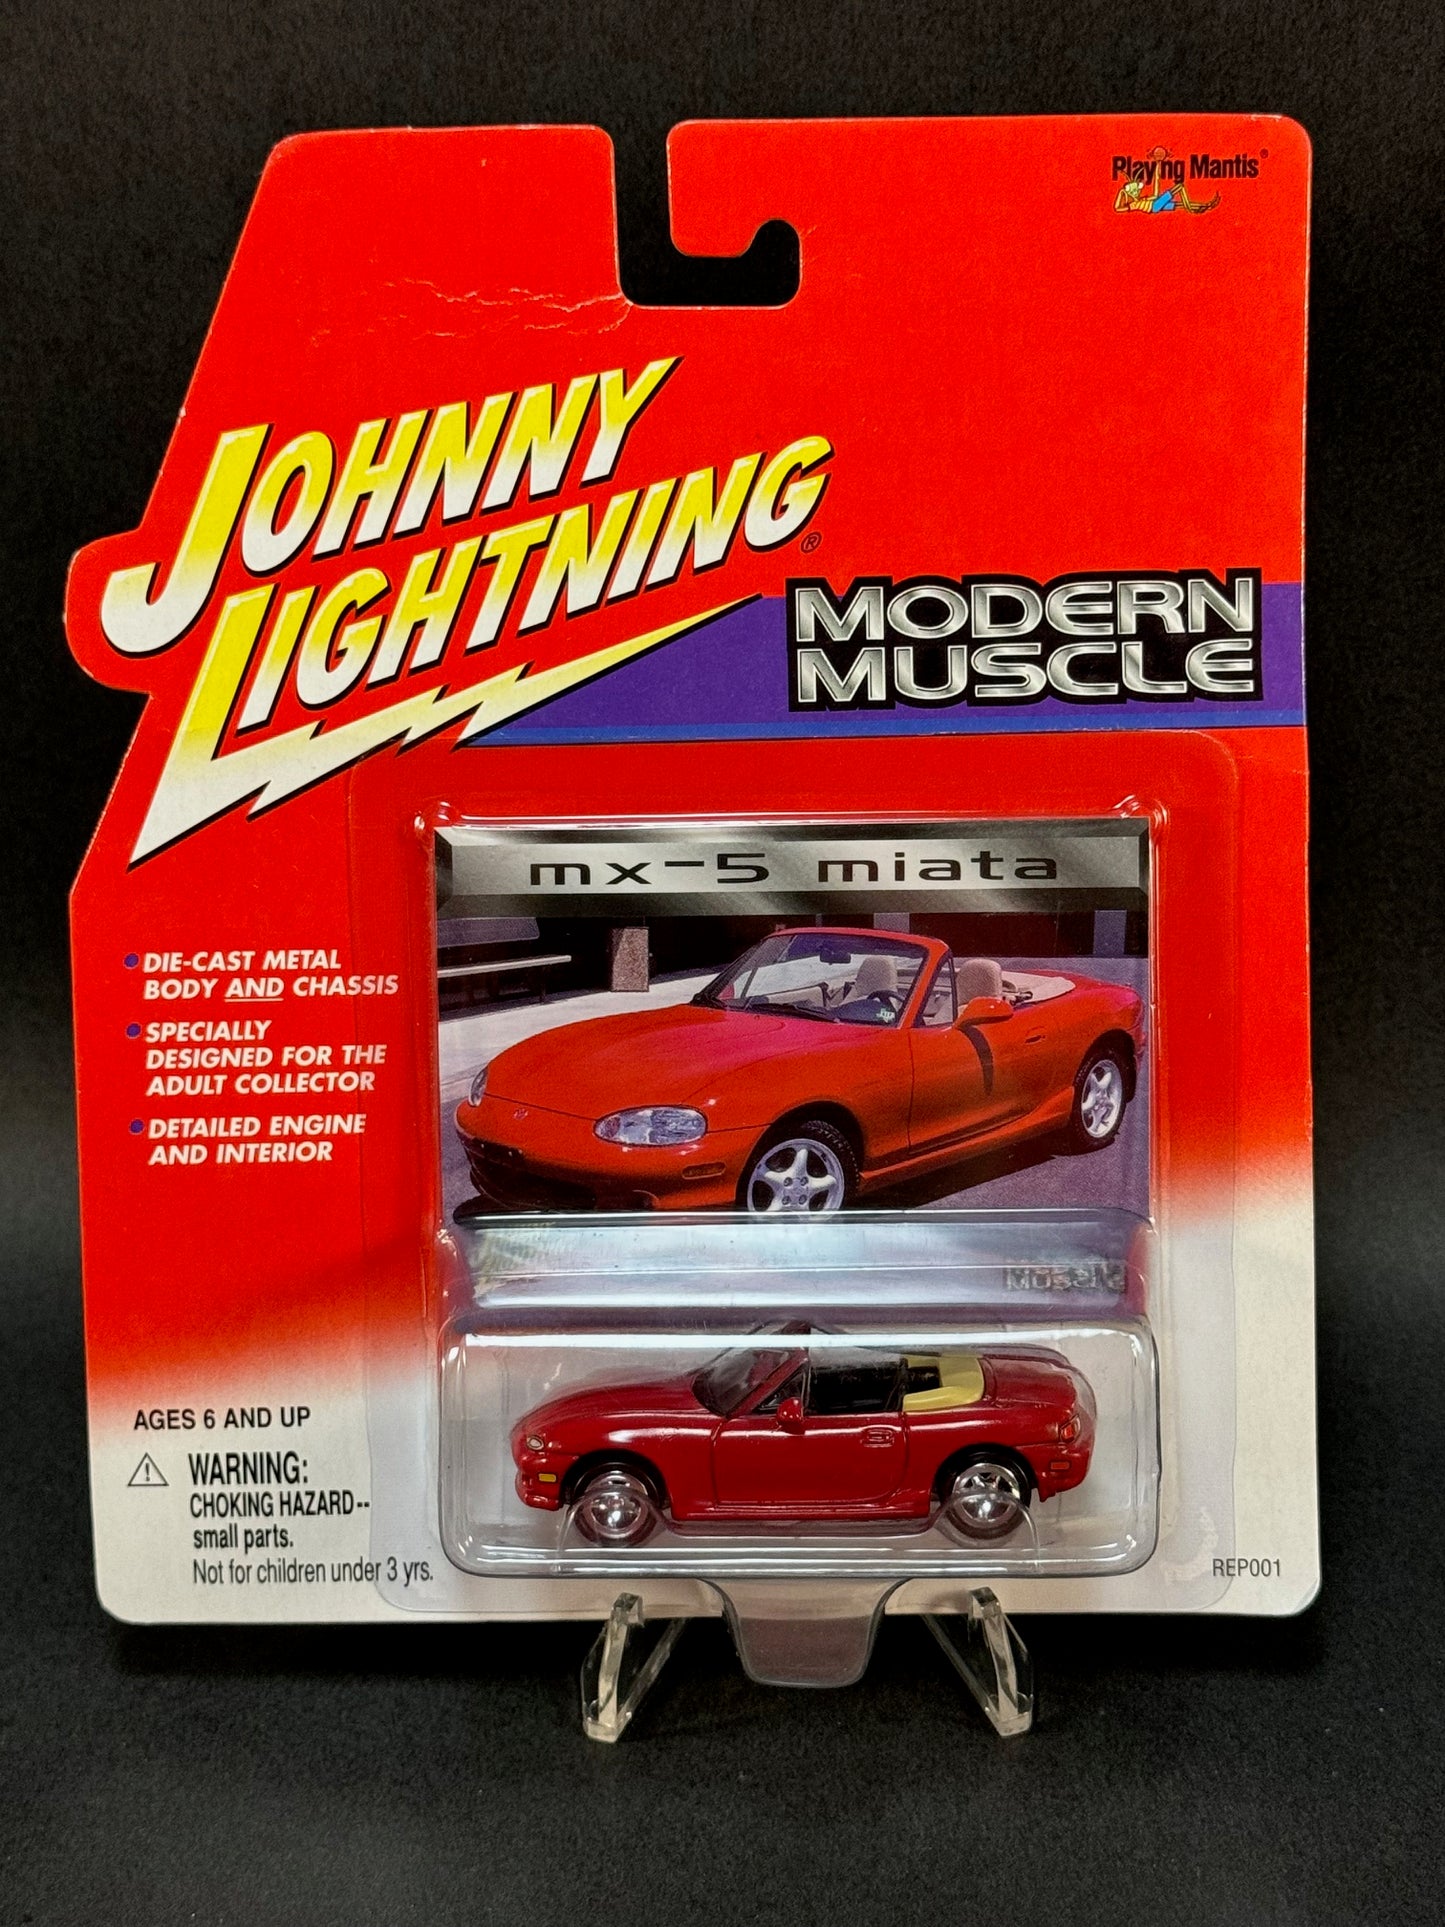 Playing Mantis®
JOHNNY
LIGHTNING®
MODERN
MUSCLE
mx-5 miata
•DIE-CAST METAL
BODY AND CHASSIS
•SPECIALLY
DESIGNED FOR THE
ADULT COLLECTOR
•DETAILED ENGINE
AND INTERIOR
AGES 6 AND UP
WARNING:
CHOKING HAZARD--
small parts.
Not for children under 3 yrs.
REP001